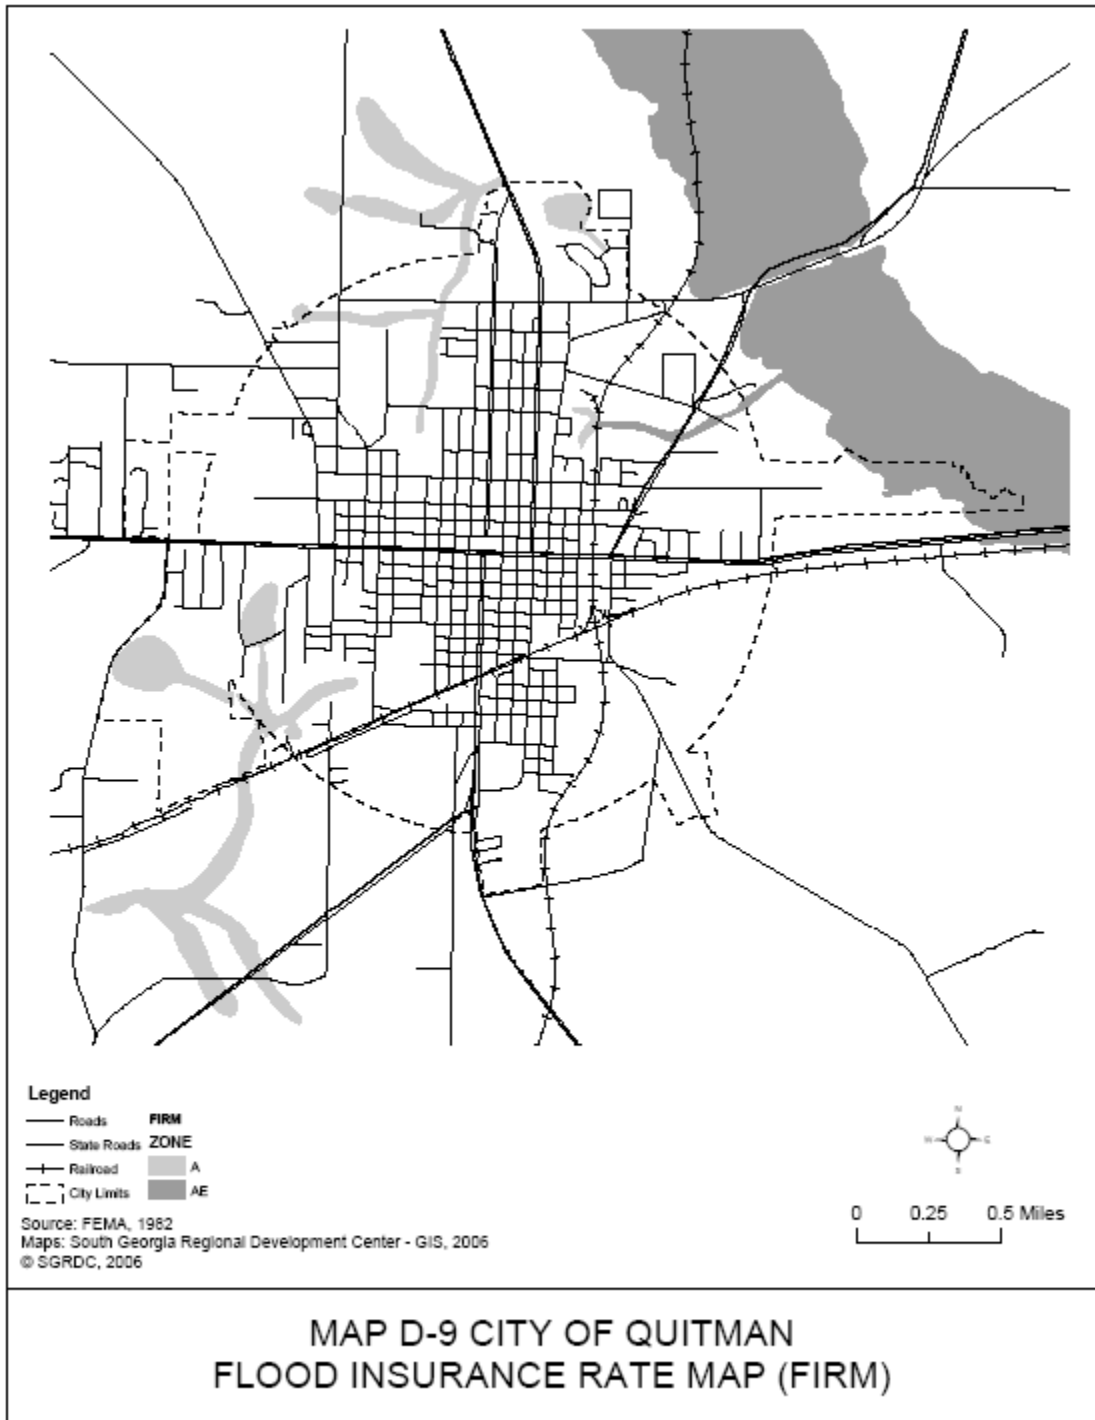 Legend
Roads
State Roads
Railroad
City Limits
FIRM
ZONE
A
AE
Source: FEMA, 1982
Maps: South Georgia Regional Development Center - GIS, 2006
© SGRDC, 2006
N
W E
S
0 0.25 0.5 Miles
MAP D-9 CITY OF QUITMAN
FLOOD INSURANCE RATE MAP (FIRM)